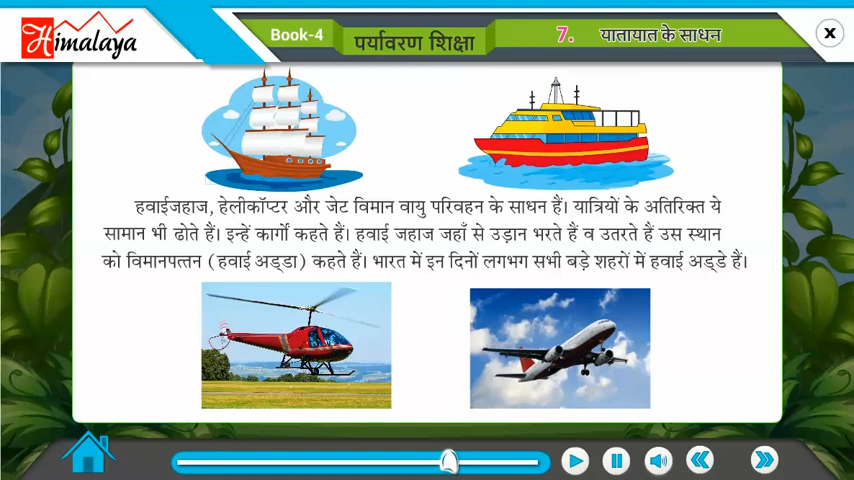 Himalaya
Book-4
पर्यावरण शिक्षा
7. यातायात के साधन
X
हवाईजहाज, हेलीकॉप्टर और जेट विमान वायु परिवहन के साधन हैं। यात्रियों के अतिरिक्त ये
सामान भी ढोते हैं। इन्हें कार्गो कहते हैं। हवाई जहाज जहाँ से उड़ान भरते हैं व उतरते हैं उस स्थान
को विमानपत्तन (हवाई अड्डा) कहते हैं। भारत में इन दिनों लगभग सभी बड़े शहरों में हवाई अड्डे हैं।